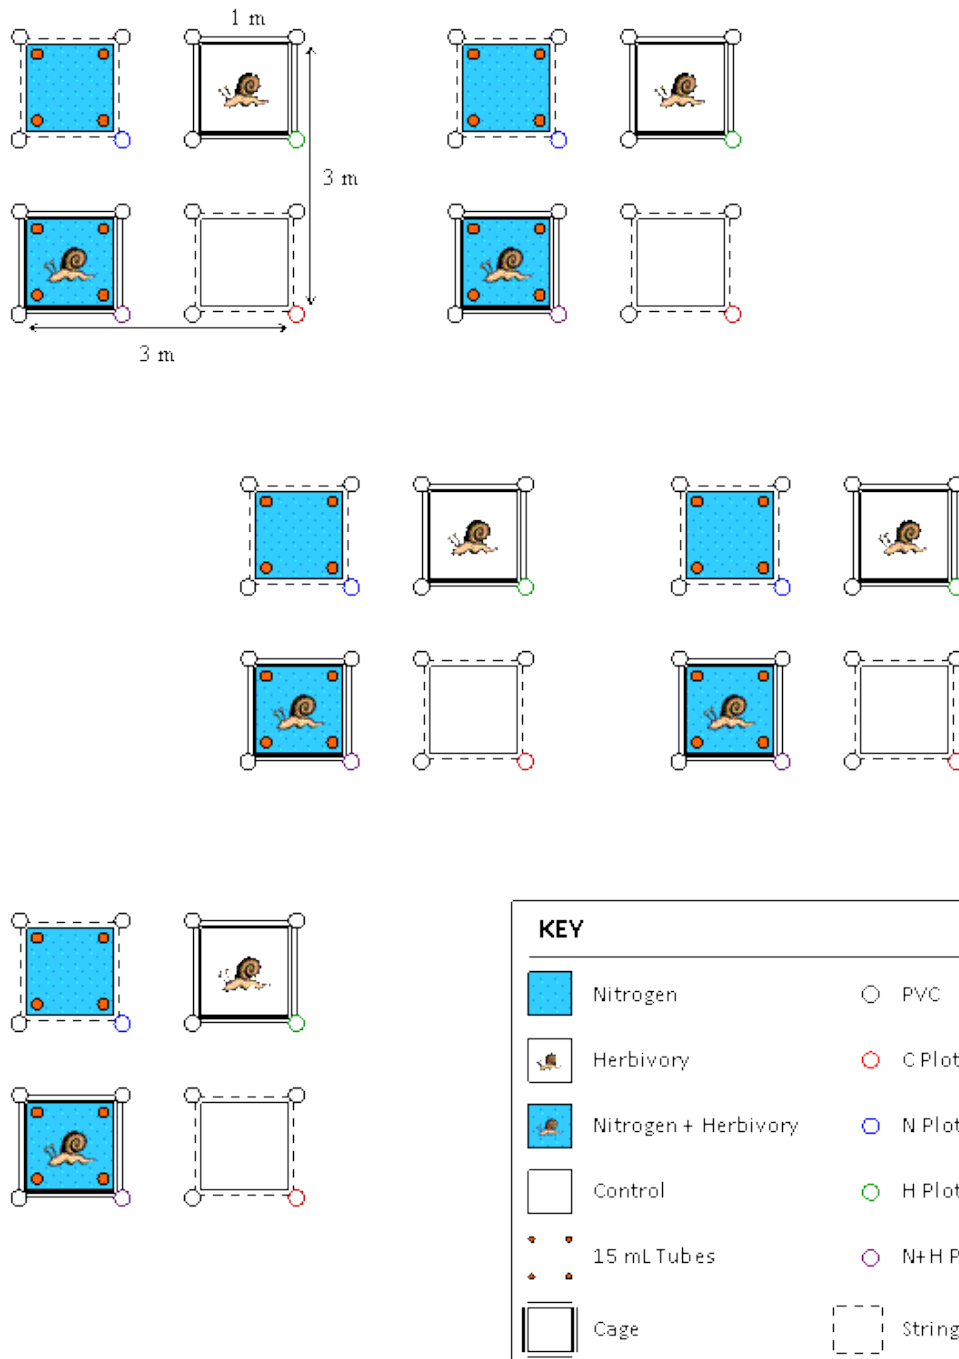 1 m
3 m
3 m
KEY
Nitrogen
PVC
Herbivory
C Plot
Nitrogen + Herbivory
N Plot
Control
H Plot
15 mL Tubes
N+H P
Cage
String